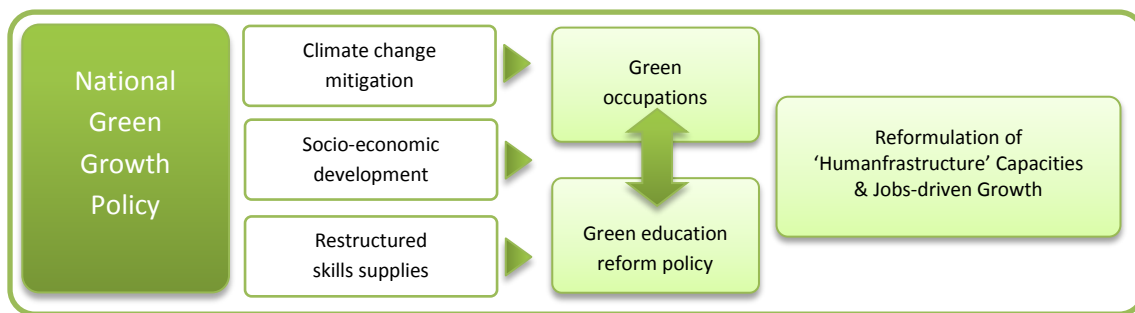 National
Green
Growth
Policy
Climate change
mitigation
Socio-economic
development
Restructured
skills supplies
Green
occupations
Green education
reform policy
Reformulation of
‘Humanfrastructure’ Capacities
& Jobs-driven Growth